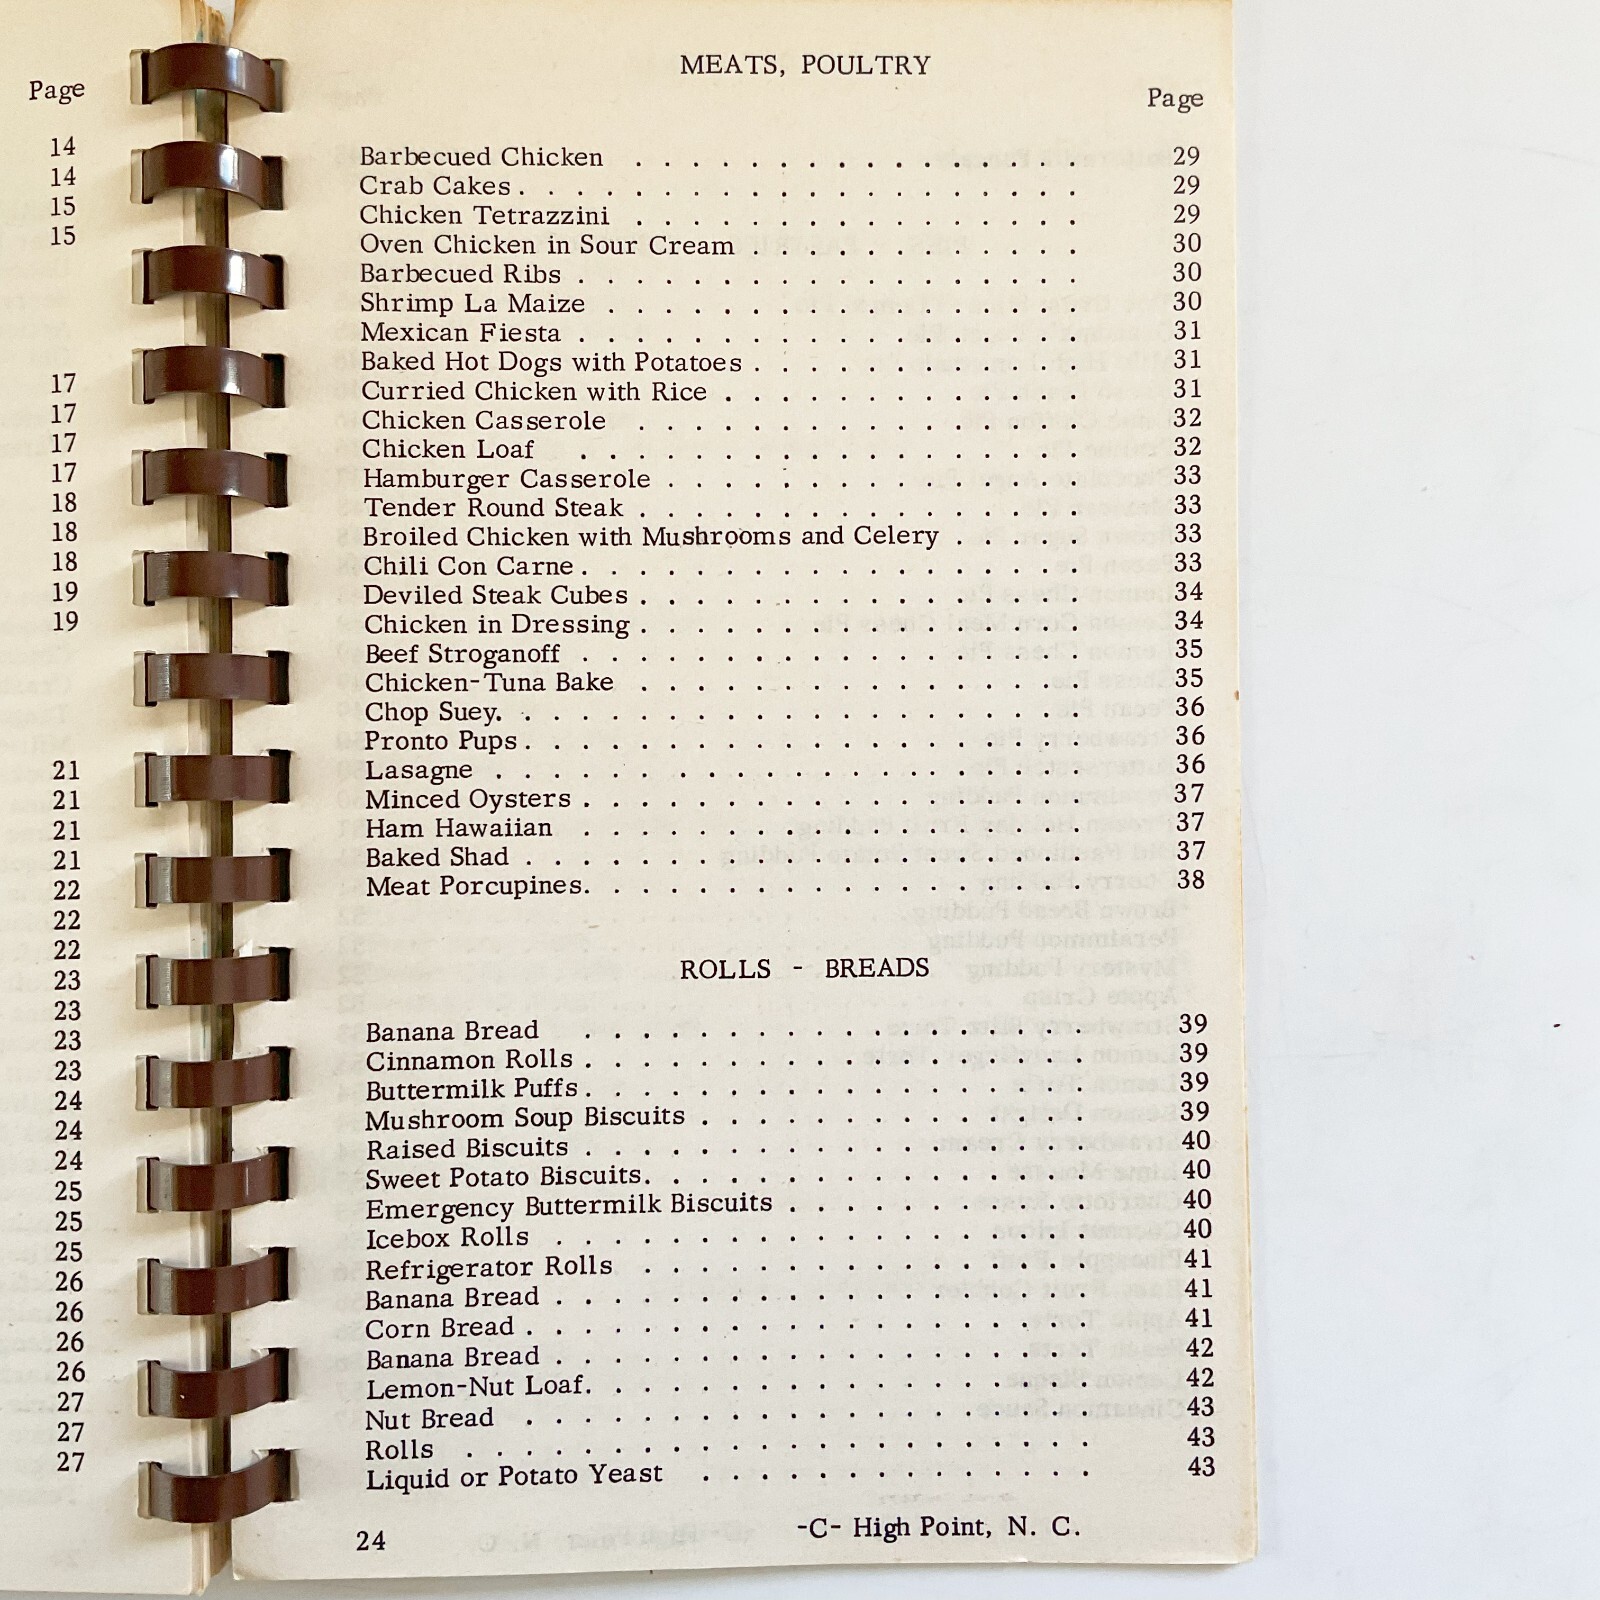 Page
14
14
15
15
17
17
17
17
18
18
18
19
19
21
21
21
21
22
22
22
23
23
23
23
24
24
24
25
25
25
26
26
26
26
27
27
27
MEATS, POULTRY
Page
Barbecued Chicken . . . . . . . . . . . . . . . . 29
Crab Cakes. . . . . . . . . . . . . . . . . . . . 29
Chicken Tetrazzini . . . . . . . . . . . . . . . . 29
Oven Chicken in Sour Cream . . . . . . . . . . . . 30
Barbecued Ribs . . . . . . . . . . . . . . . . . . 30
Shrimp La Maize . . . . . . . . . . . . . . . . . 30
Mexican Fiesta . . . . . . . . . . . . . . . . . . 31
Baked Hot Dogs with Potatoes . . . . . . . . . . . . 31
Curried Chicken with Rice . . . . . . . . . . . . . 31
Chicken Casserole . . . . . . . . . . . . . . . . 32
Chicken Loaf . . . . . . . . . . . . . . . . . . 32
Hamburger Casserole . . . . . . . . . . . . . . . 33
Tender Round Steak . . . . . . . . . . . . . . . . 33
Broiled Chicken with Mushrooms and Celery . . . . . 33
Chili Con Carne. . . . . . . . . . . . . . . . . . 33
Deviled Steak Cubes . . . . . . . . . . . . . . . . 34
Chicken in Dressing . . . . . . . . . . . . . . . . 34
Beef Stroganoff . . . . . . . . . . . . . . . . . . 35
Chicken-Tuna Bake . . . . . . . . . . . . . . . . 35
Chop Suey. . . . . . . . . . . . . . . . . . . . . 36
Pronto Pups . . . . . . . . . . . . . . . . . . . . 36
Lasagne . . . . . . . . . . . . . . . . . . . . . 36
Minced Oysters . . . . . . . . . . . . . . . . . . 37
Ham Hawaiian . . . . . . . . . . . . . . . . . . 37
Baked Shad . . . . . . . . . . . . . . . . . . . . 37
Meat Porcupines. . . . . . . . . . . . . . . . . . 38
ROLLS - BREADS
Banana Bread . . . . . . . . . . . . . . . . . . 39
Cinnamon Rolls . . . . . . . . . . . . . . . . . . 39
Buttermilk Puffs . . . . . . . . . . . . . . . . . . 39
Mushroom Soup Biscuits . . . . . . . . . . . . . . 39
Raised Biscuits . . . . . . . . . . . . . . . . . . 40
Sweet Potato Biscuits. . . . . . . . . . . . . . . . 40
Emergency Buttermilk Biscuits . . . . . . . . . . . 40
Icebox Rolls . . . . . . . . . . . . . . . . . . . 40
Refrigerator Rolls . . . . . . . . . . . . . . . . 41
Banana Bread . . . . . . . . . . . . . . . . . . . 41
Corn Bread . . . . . . . . . . . . . . . . . . . . 41
Banana Bread . . . . . . . . . . . . . . . . . . . 42
Lemon-Nut Loaf. . . . . . . . . . . . . . . . . . 42
Nut Bread . . . . . . . . . . . . . . . . . . . . 43
Rolls . . . . . . . . . . . . . . . . . . . . . . 43
Liquid or Potato Yeast . . . . . . . . . . . . . . 43
24 -C- High Point, N. C.